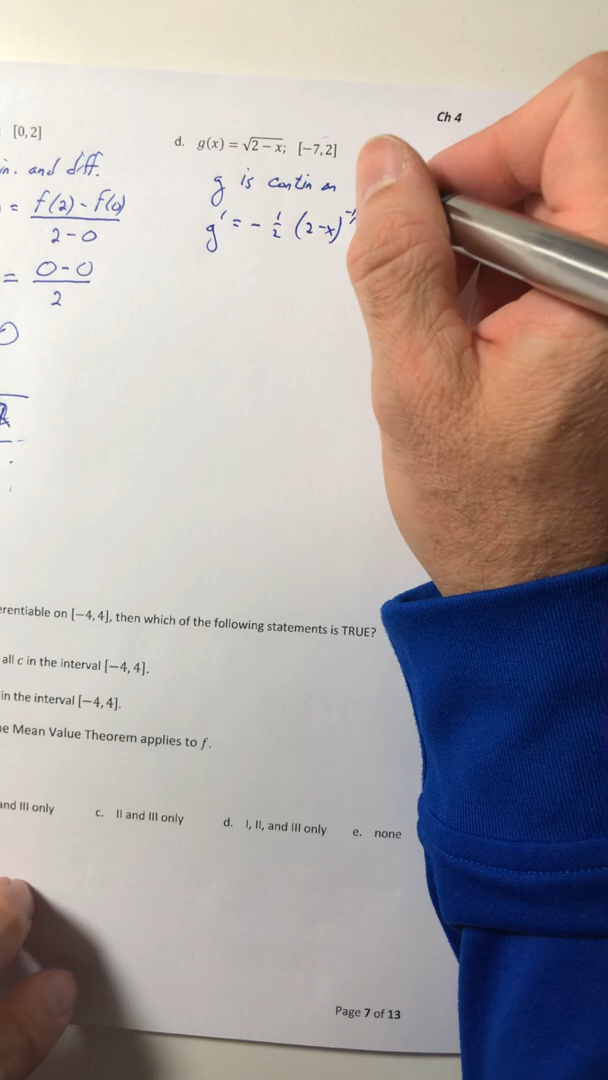 Ch 4
[0,2]
in. and diff.
= f(2) - f(0)
2 - 0
= 0 - 0
2
0
d. g(x) = √2 − x; [−7, 2]
g is contin on
g' = - 1/2 (2-x)
erentiable on [−4, 4], then which of the following statements is TRUE?
all c in the interval [−4, 4].
in the interval [−4, 4].
e Mean Value Theorem applies to f.
and III only c. II and III only d. I, II, and III only e. none
Page 7 of 13